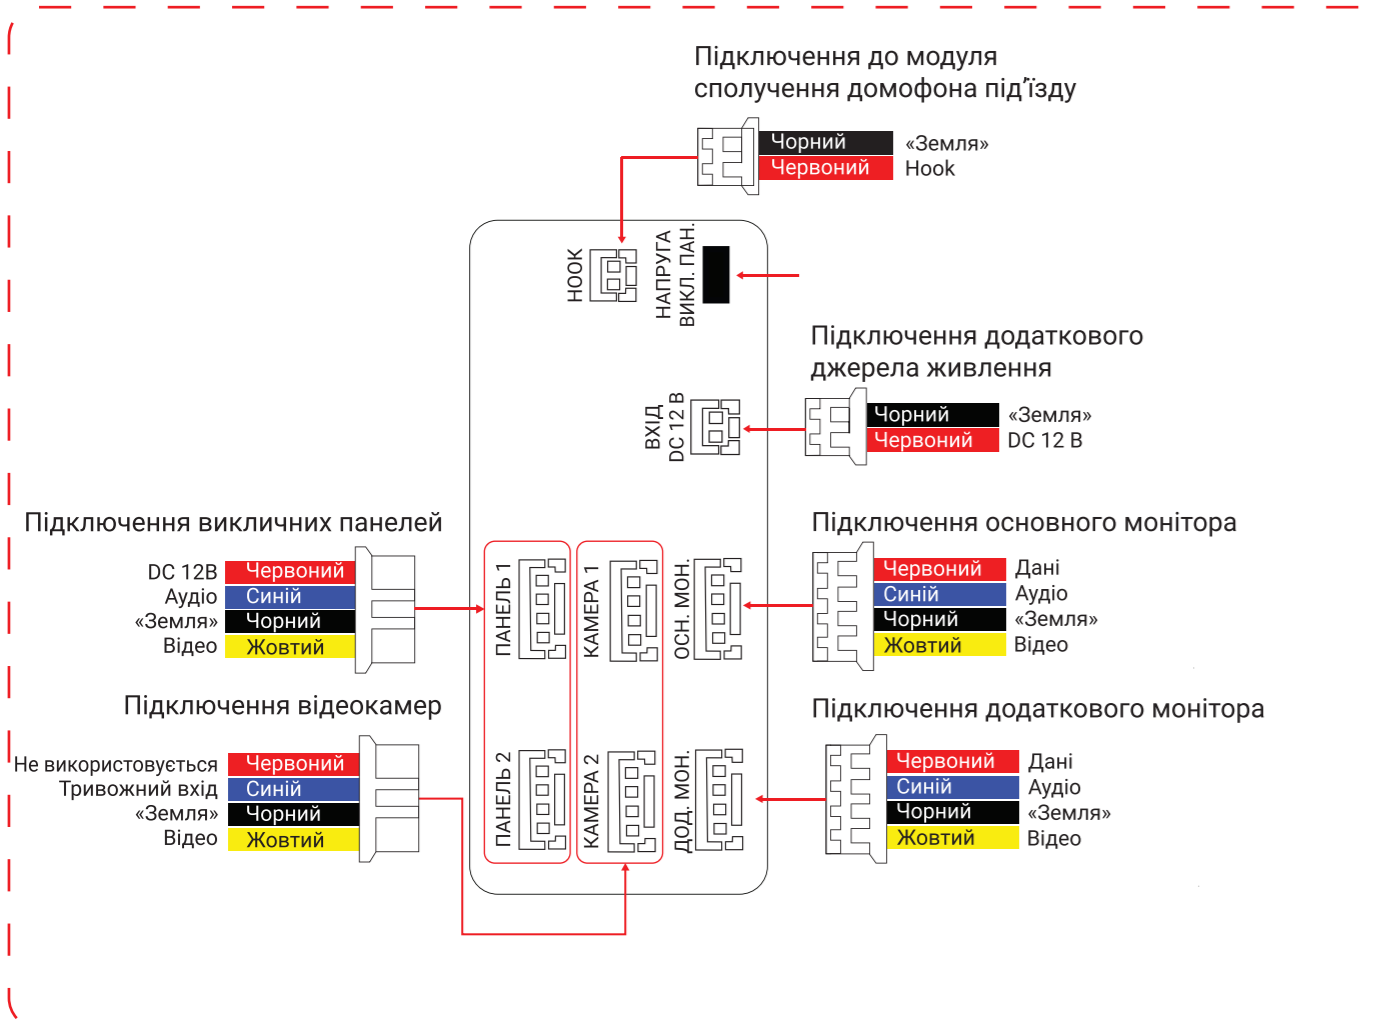 Підключення до модуля
сполучення домофона під’їзду
Чорний «Земля»
Червоний Hook
HOOK
НАПРУГА
ВИКЛ. ПАН.
Підключення додаткового
джерела живлення
ВХІД
DC 12 В
Чорний «Земля»
Червоний DC 12 В
Підключення викличних панелей
DC 12В Червоний
Аудіо Синій
«Земля» Чорний
Відео Жовтий
ПАНЕЛЬ 1
КАМЕРА 1
ОСН. МОН.
Підключення основного монітора
Червоний Дані
Синій Аудіо
Чорний «Земля»
Жовтий Відео
Підключення відеокамер
Не використовується Червоний
Тривожний вхід Синій
«Земля» Чорний
Відео Жовтий
ПАНЕЛЬ 2
КАМЕРА 2
ДОД. МОН.
Підключення додаткового монітора
Червоний Дані
Синій Аудіо
Чорний «Земля»
Жовтий Відео